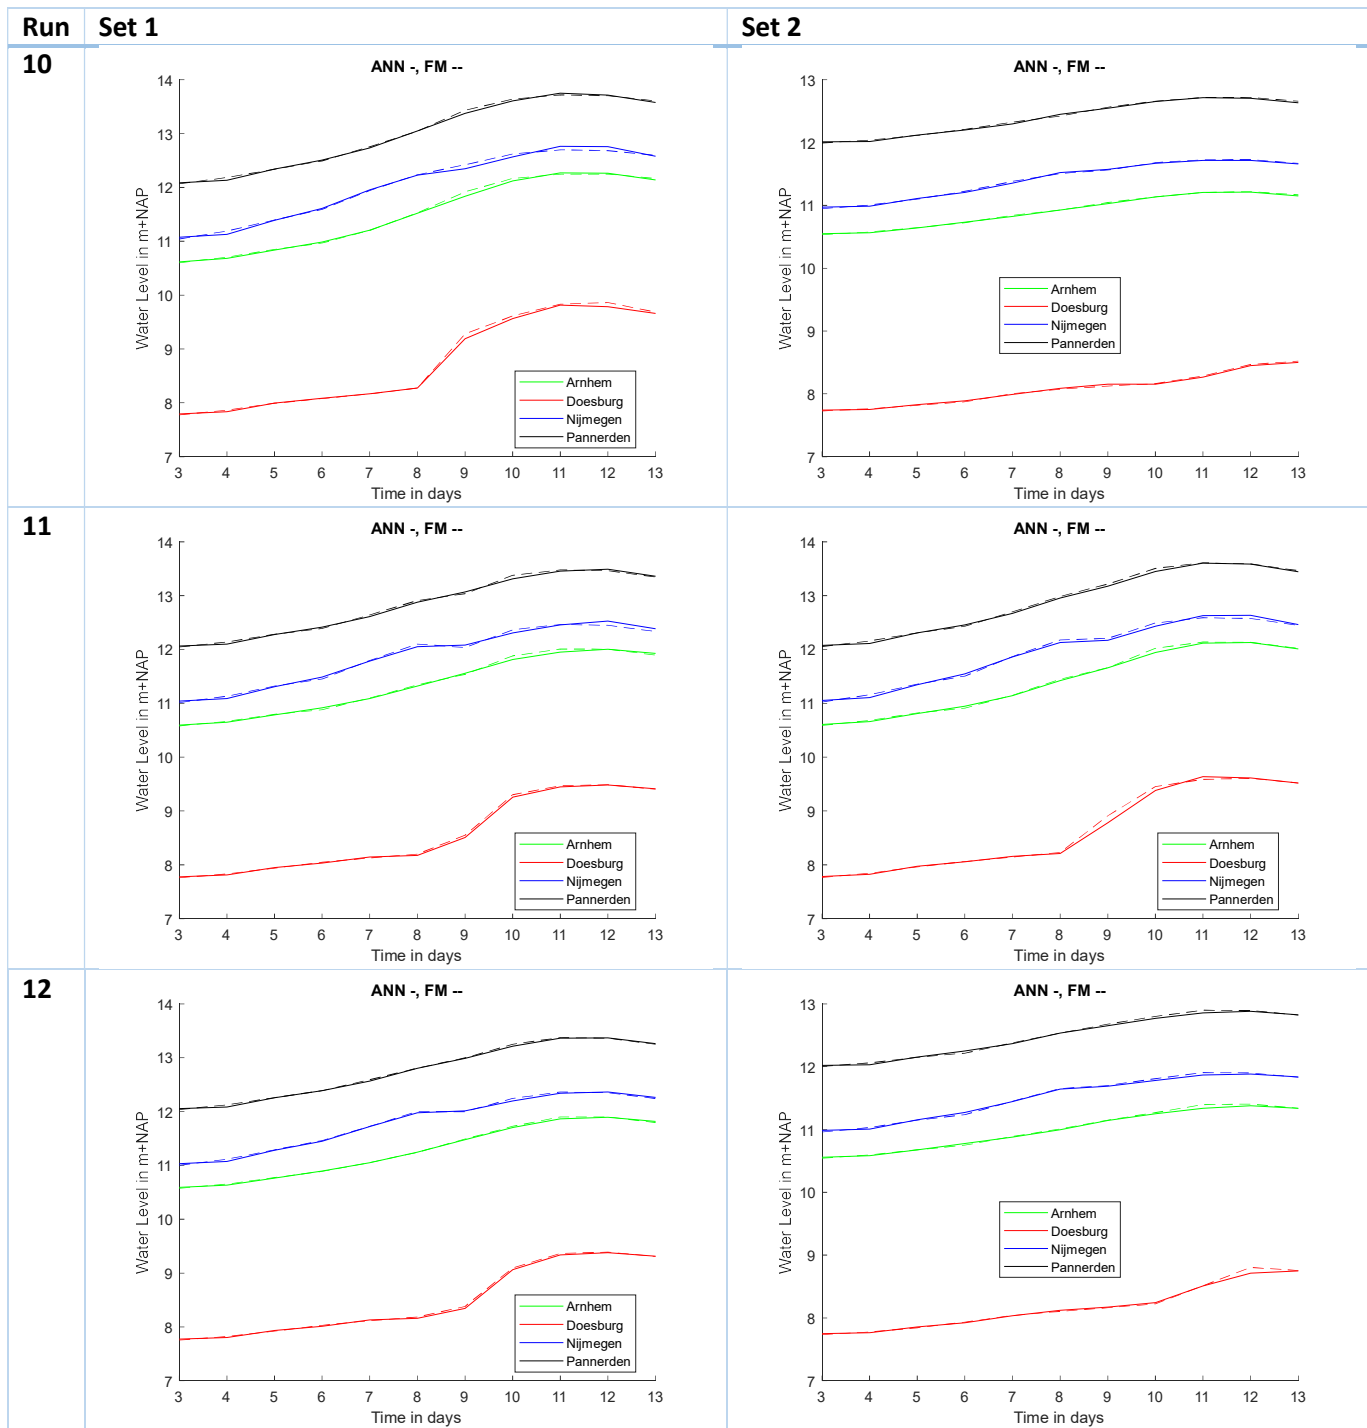 Run Set 1 Set 2
10
ANN -, FM --
14
13
12
11
10
9
8
7
Water Level in m+NAP
3 4 5 6 7 8 9 10 11 12 13
Time in days
Arnhem
Doesburg
Nijmegen
Pannerden
ANN -, FM --
13
12
11
10
9
8
7
Water Level in m+NAP
3 4 5 6 7 8 9 10 11 12 13
Time in days
Arnhem
Doesburg
Nijmegen
Pannerden
11
ANN -, FM --
14
13
12
11
10
9
8
7
Water Level in m+NAP
3 4 5 6 7 8 9 10 11 12 13
Time in days
Arnhem
Doesburg
Nijmegen
Pannerden
ANN -, FM --
14
13
12
11
10
9
8
7
Water Level in m+NAP
3 4 5 6 7 8 9 10 11 12 13
Time in days
Arnhem
Doesburg
Nijmegen
Pannerden
12
ANN -, FM --
14
13
12
11
10
9
8
7
Water Level in m+NAP
3 4 5 6 7 8 9 10 11 12 13
Time in days
Arnhem
Doesburg
Nijmegen
Pannerden
ANN -, FM --
13
12
11
10
9
8
7
Water Level in m+NAP
3 4 5 6 7 8 9 10 11 12 13
Time in days
Arnhem
Doesburg
Nijmegen
Pannerden